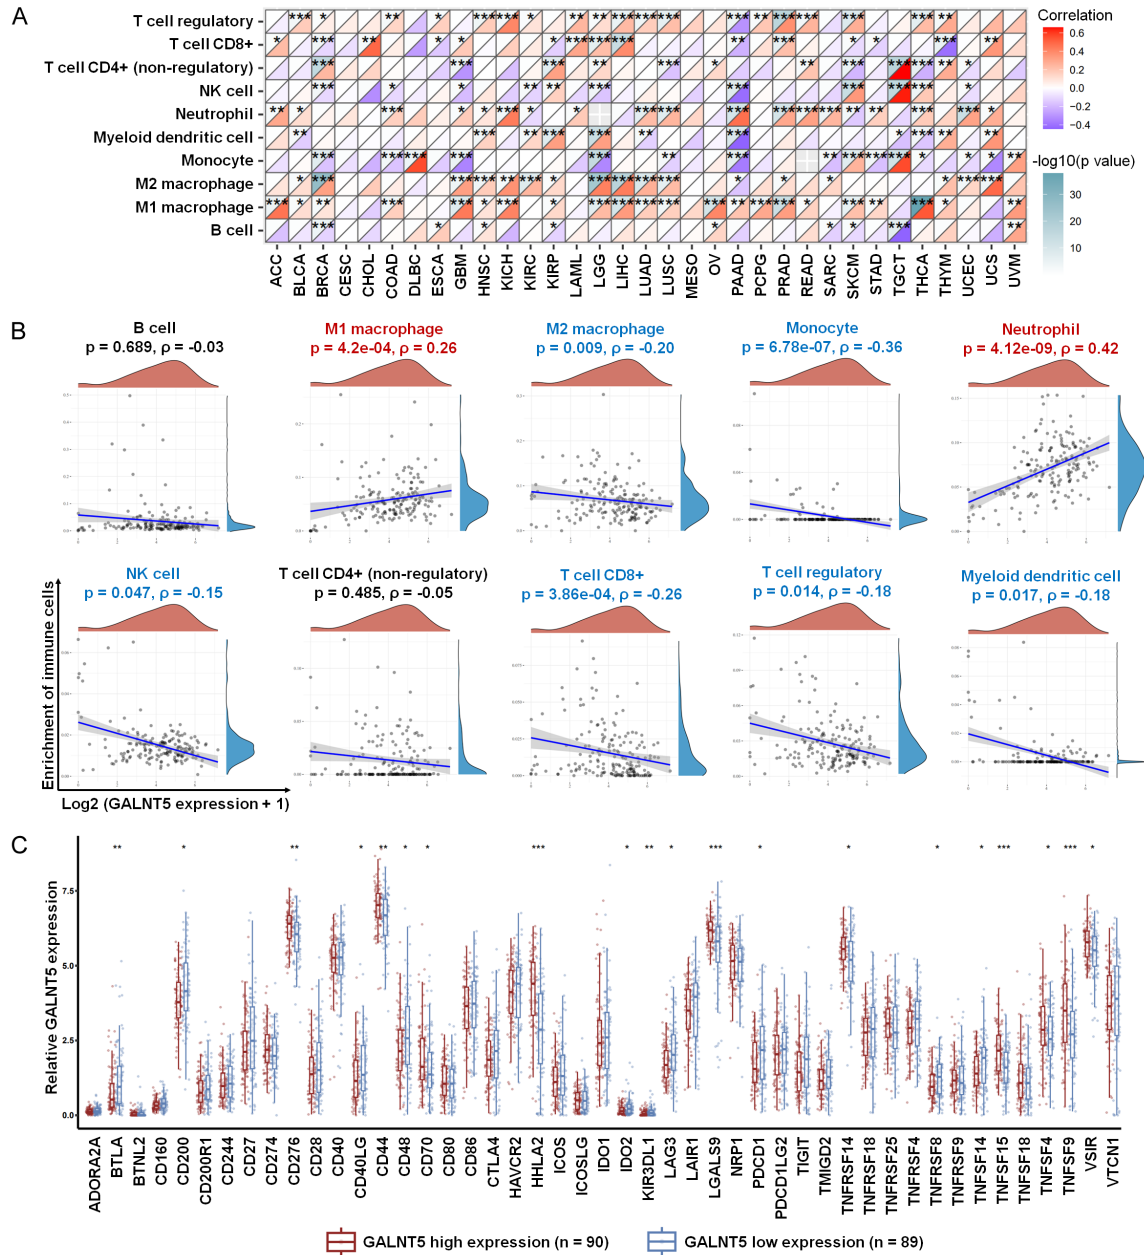 A
T cell regulatory
T cell CD8+
T cell CD4+ (non-regulatory)
NK cell
Neutrophil
Myeloid dendritic cell
Monocyte
M2 macrophage
M1 macrophage
B cell
ACC BLCA BRCA CESC CHOL COAD DLBC ESCA GBM HNSC KICH KIRC KIRP LAML LGG LIHC LUAD LUSC MESO OV PAAD PCPG PRAD READ SARC SKCM STAD TGCT THCA THYM UCEC UCS UVM
Correlation
0.6
0.4
0.2
0.0
−0.2
−0.4
-log10(p value)
30
20
10
B
B cell
p = 0.689, ρ = -0.03
M1 macrophage
p = 4.2e-04, ρ = 0.26
M2 macrophage
p = 0.009, ρ = -0.20
Monocyte
p = 6.78e-07, ρ = -0.36
Neutrophil
p = 4.12e-09, ρ = 0.42
NK cell
p = 0.047, ρ = -0.15
T cell CD4+ (non-regulatory)
p = 0.485, ρ = -0.05
T cell CD8+
p = 3.86e-04, ρ = -0.26
T cell regulatory
p = 0.014, ρ = -0.18
Myeloid dendritic cell
p = 0.017, ρ = -0.18
Enrichment of immune cells
Log2 (GALNT5 expression + 1)
C
Relative GALNT5 expression
7.5
5.0
2.5
0.0
** * ** * ** * * *** * ** * *** * * * * *** * *** *
ADORA2A BTLA BTNL2 CD160 CD200 CD200R1 CD244 CD27 CD274 CD276 CD28 CD40 CD40LG CD44 CD48 CD70 CD80 CD86 CTLA4 HAVCR2 HHLA2 ICOS ICOSLG IDO1 IDO2 KIR3DL1 LAG3 LAIR1 LGALS9 NRP1 PDCD1 PDCD1LG2 TIGIT TMIGD2 TNFRSF14 TNFRSF18 TNFRSF25 TNFRSF4 TNFRSF8 TNFRSF9 TNFSF14 TNFSF15 TNFSF18 TNFSF4 TNFSF9 VSIR VTCN1
GALNT5 high expression (n = 90)
GALNT5 low expression (n = 89)